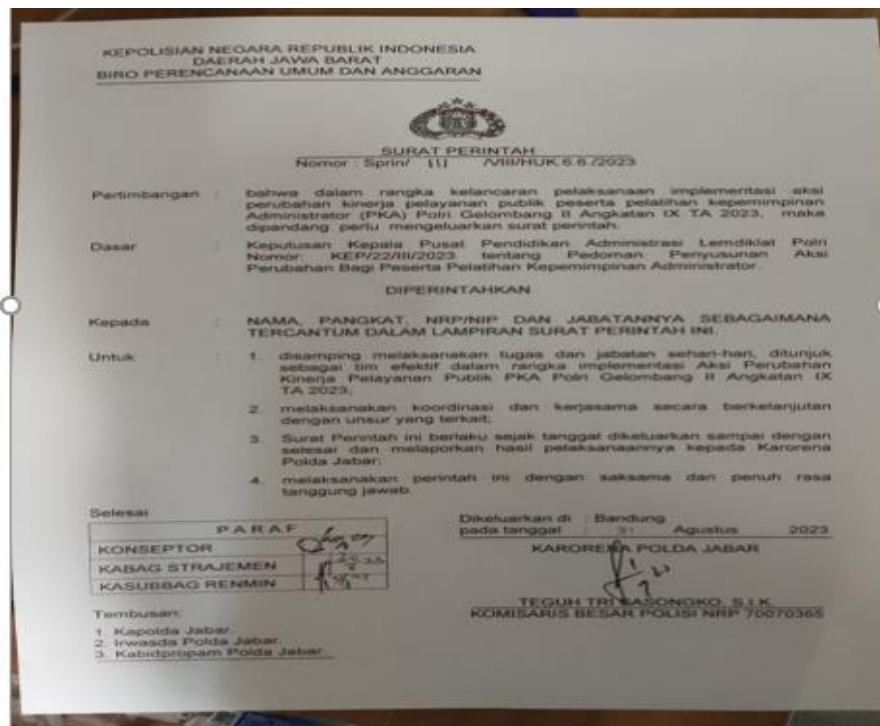 KEPOLISIAN NEGARA REPUBLIK INDONESIA
DAERAH JAWA BARAT
BIRO PERENCANAAN UMUM DAN ANGGARAN
SURAT PERINTAH
Nomor : Sprin/ 111 /VIII/HUK.6.6./2023
Pertimbangan : bahwa dalam rangka kelancaran pelaksanaan implementasi aksi
perubahan kinerja pelayanan publik peserta pelatihan kepemimpinan
Administrator (PKA) Polri Gelombang II Angkatan IX TA 2023, maka
dipandang perlu mengeluarkan surat perintah.
Dasar : Keputusan Kepala Pusat Pendidikan Administrasi Lemdiklat Polri
Nomor: KEP/22/III/2023 tentang Pedoman Penyusunan Aksi
Perubahan Bagi Peserta Pelatihan Kepemimpinan Administrator.
DIPERINTAHKAN
Kepada : NAMA, PANGKAT, NRP/NIP DAN JABATANNYA SEBAGAIMANA
TERCANTUM DALAM LAMPIRAN SURAT PERINTAH INI.
Untuk : 1. disamping melaksanakan tugas dan jabatan sehari-hari, ditunjuk
sebagai tim efektif dalam rangka implementasi Aksi Perubahan
Kinerja Pelayanan Publik PKA Polri Gelombang II Angkatan IX
TA 2023;
2. melaksanakan koordinasi dan kerjasama secara berkelanjutan
dengan unsur yang terkait;
3. Surat Perintah ini berlaku sejak tanggal dikeluarkan sampai dengan
selesai dan melaporkan hasil pelaksanaannya kepada Karorena
Polda Jabar;
4. melaksanakan perintah ini dengan saksama dan penuh rasa
tanggung jawab.
Selesai
PARAF
KONSEPTOR
KABAG STRAJEMEN
KASUBBAG RENMIN
Dikeluarkan di : Bandung
pada tanggal : Agustus 2023
KARORENA POLDA JABAR
TEGUH TRI SASONGKO, S.I.K.
KOMISARIS BESAR POLISI NRP 70070365
Tembusan:
1. Kapolda Jabar.
2. Irwasda Polda Jabar.
3. Kabidpropam Polda Jabar.